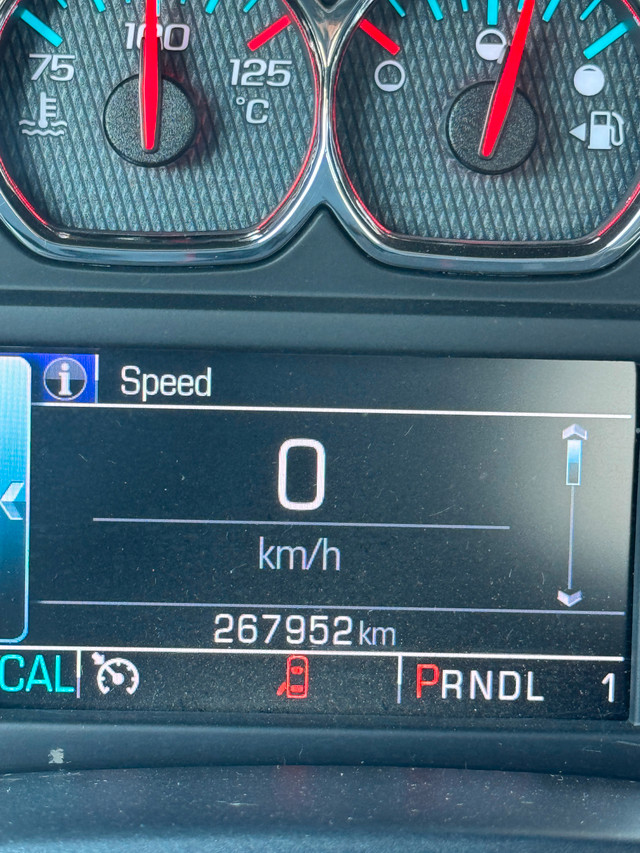 75 100 125
°C
i Speed
0
km/h
267952 km
CAL PRNDL 1